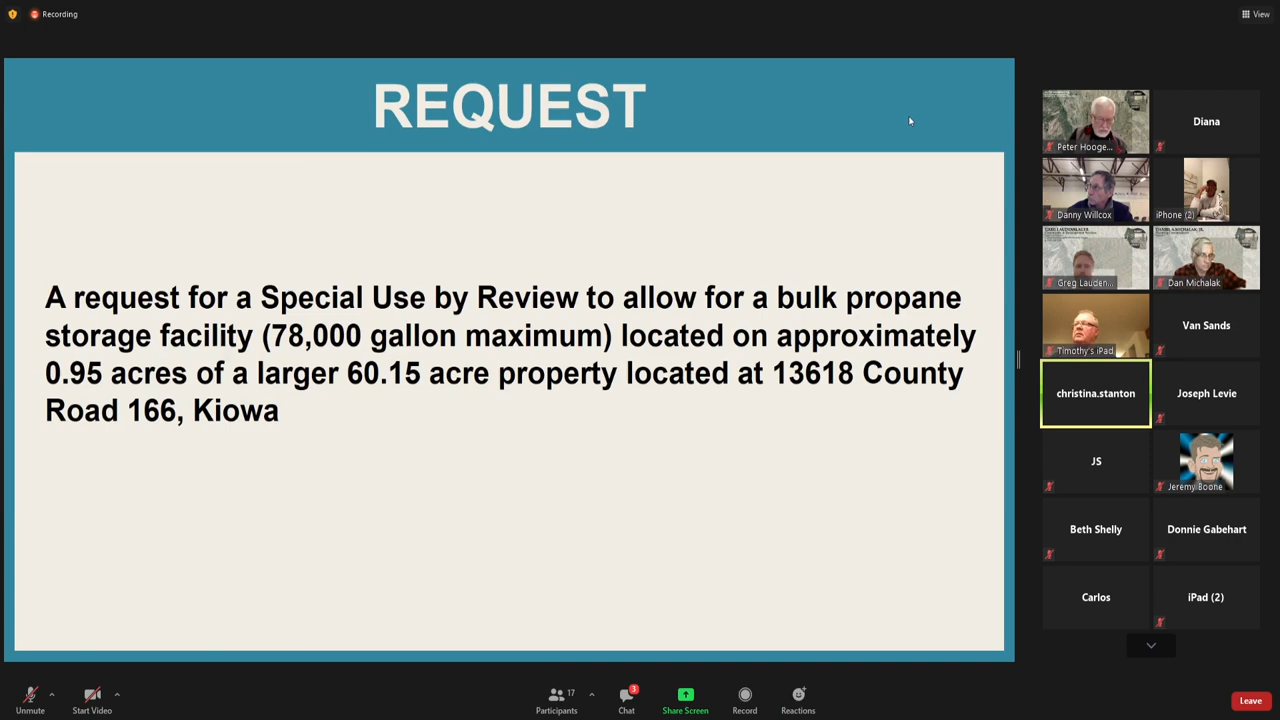 Recording
View
REQUEST
A request for a Special Use by Review to allow for a bulk propane
storage facility (78,000 gallon maximum) located on approximately
0.95 acres of a larger 60.15 acre property located at 13618 County
Road 166, Kiowa
Peter Hooge...
Diana
Danny Willcox
iPhone (2)
Greg Lauden...
Dan Michalak
Timothy's iPad
Van Sands
christina.stanton
Joseph Levie
JS
Jeremy Boone
Beth Shelly
Donnie Gabehart
Carlos
iPad (2)
Unmute
Start Video
Participants
17
Chat
3
Share Screen
Record
Reactions
Leave